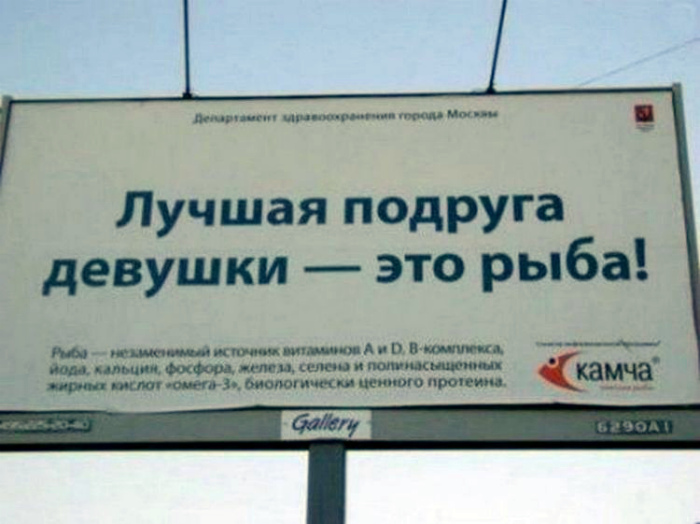 Департамент здравоохранения города Москвы
Лучшая подруга
девушки — это рыба!
Рыба — незаменимый источник витаминов А и D, В-комплекса,
йода, кальция, фосфора, железа, селена и полинасыщенных
жирных кислот «омега-3», биологически ценного протеина.
камча®
Gallery
6290A1